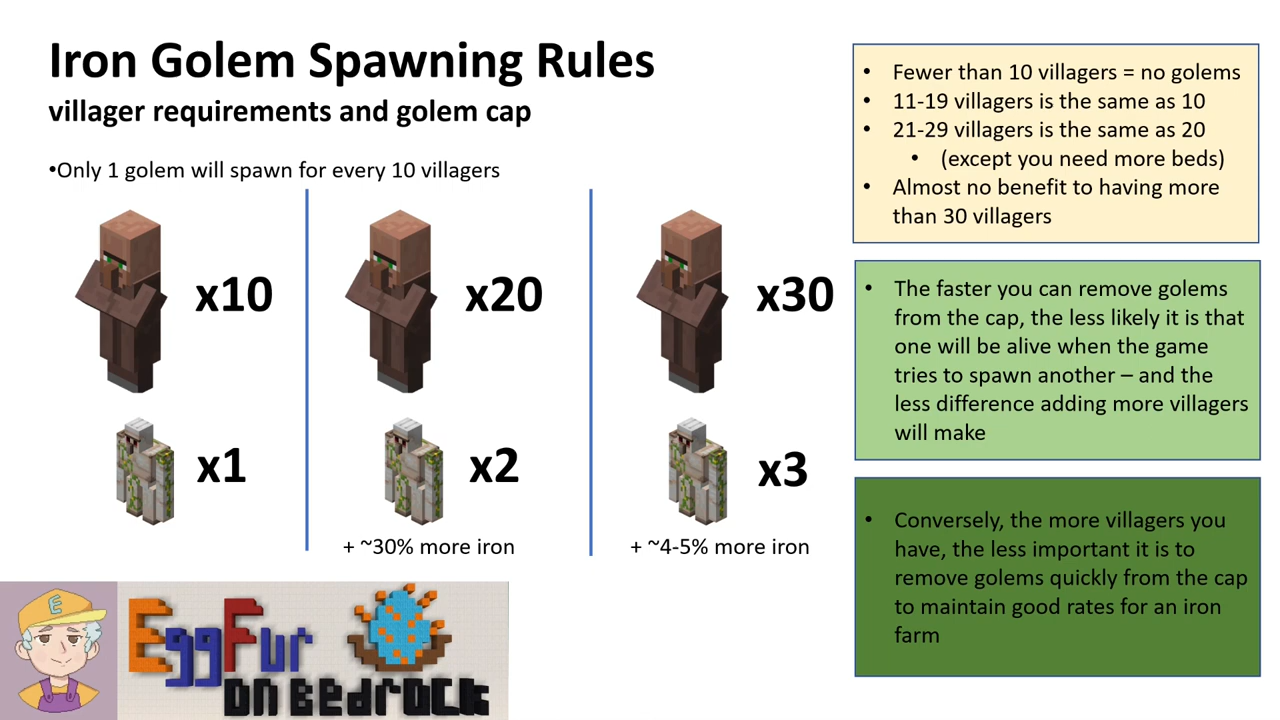 Iron Golem Spawning Rules
villager requirements and golem cap
•Only 1 golem will spawn for every 10 villagers
x10
x20
x30
x1
x2
x3
+ ~30% more iron
+ ~4-5% more iron
• Fewer than 10 villagers = no golems
• 11-19 villagers is the same as 10
• 21-29 villagers is the same as 20
• (except you need more beds)
• Almost no benefit to having more
than 30 villagers
• The faster you can remove golems
from the cap, the less likely it is that
one will be alive when the game
tries to spawn another – and the
less difference adding more villagers
will make
• Conversely, the more villagers you
have, the less important it is to
remove golems quickly from the cap
to maintain good rates for an iron
farm
E
EggFur
on Bedrock